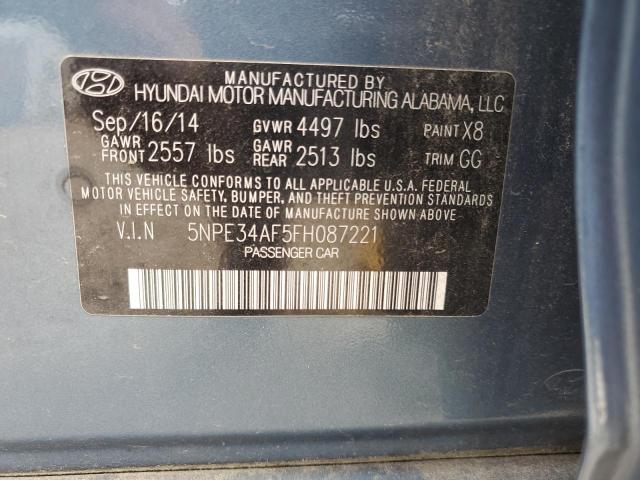 MANUFACTURED BY
HYUNDAI MOTOR MANUFACTURING ALABAMA, LLC
Sep/16/14 GVWR 4497 lbs PAINT X8
GAWR FRONT 2557 lbs GAWR REAR 2513 lbs TRIM GG
THIS VEHICLE CONFORMS TO ALL APPLICABLE U.S.A. FEDERAL
MOTOR VEHICLE SAFETY, BUMPER, AND THEFT PREVENTION STANDARDS
IN EFFECT ON THE DATE OF MANUFACTURE SHOWN ABOVE.
V.I.N 5NPE34AF5FH087221
PASSENGER CAR